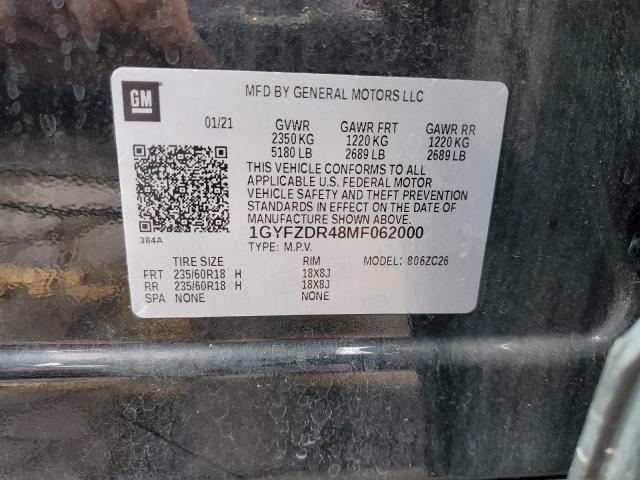 GM
MFD BY GENERAL MOTORS LLC
01/21 GVWR GAWR FRT GAWR RR
2350 KG 1220 KG 1220 KG
5180 LB 2689 LB 2689 LB
THIS VEHICLE CONFORMS TO ALL
APPLICABLE U.S. FEDERAL MOTOR
VEHICLE SAFETY AND THEFT PREVENTION
STANDARDS IN EFFECT ON THE DATE OF
MANUFACTURE SHOWN ABOVE.
384A
1GYFZDR48MF062000
TYPE: M.P.V.
TIRE SIZE RIM MODEL: 806ZC26
FRT 235/60R18 H 18X8J
RR 235/60R18 H 18X8J
SPA NONE NONE